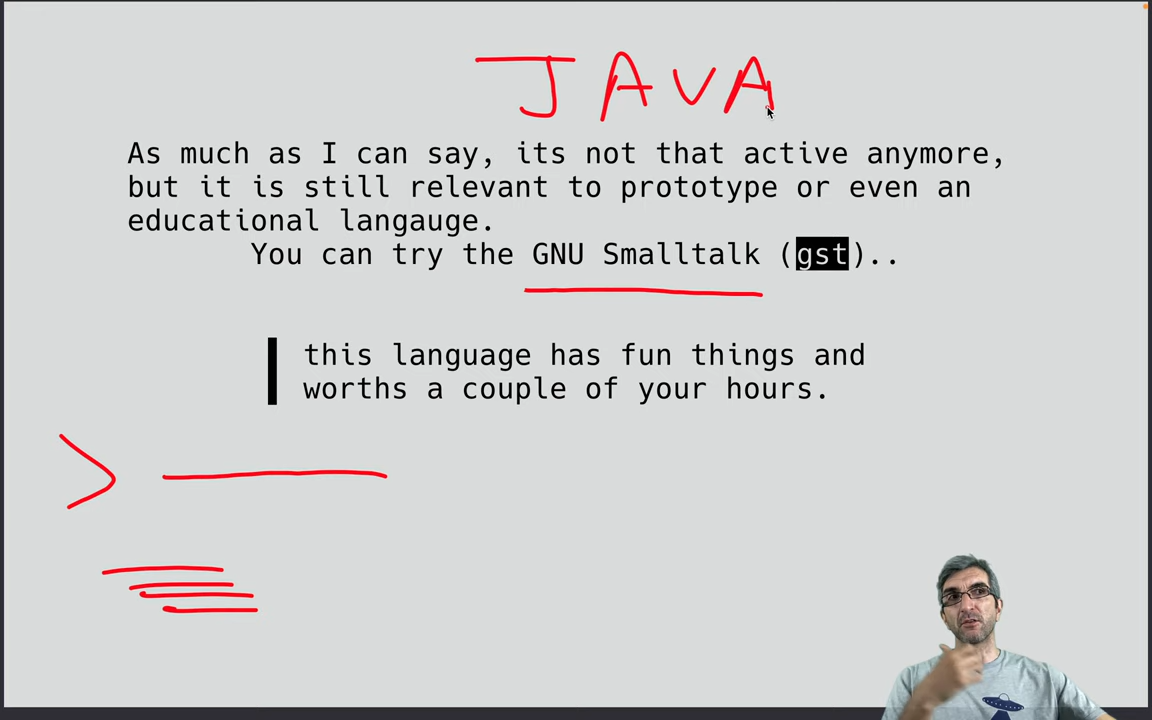 JAVA
As much as I can say, its not that active anymore,
but it is still relevant to prototype or even an
educational langauge.
You can try the GNU Smalltalk (gst)..
this language has fun things and
worths a couple of your hours.